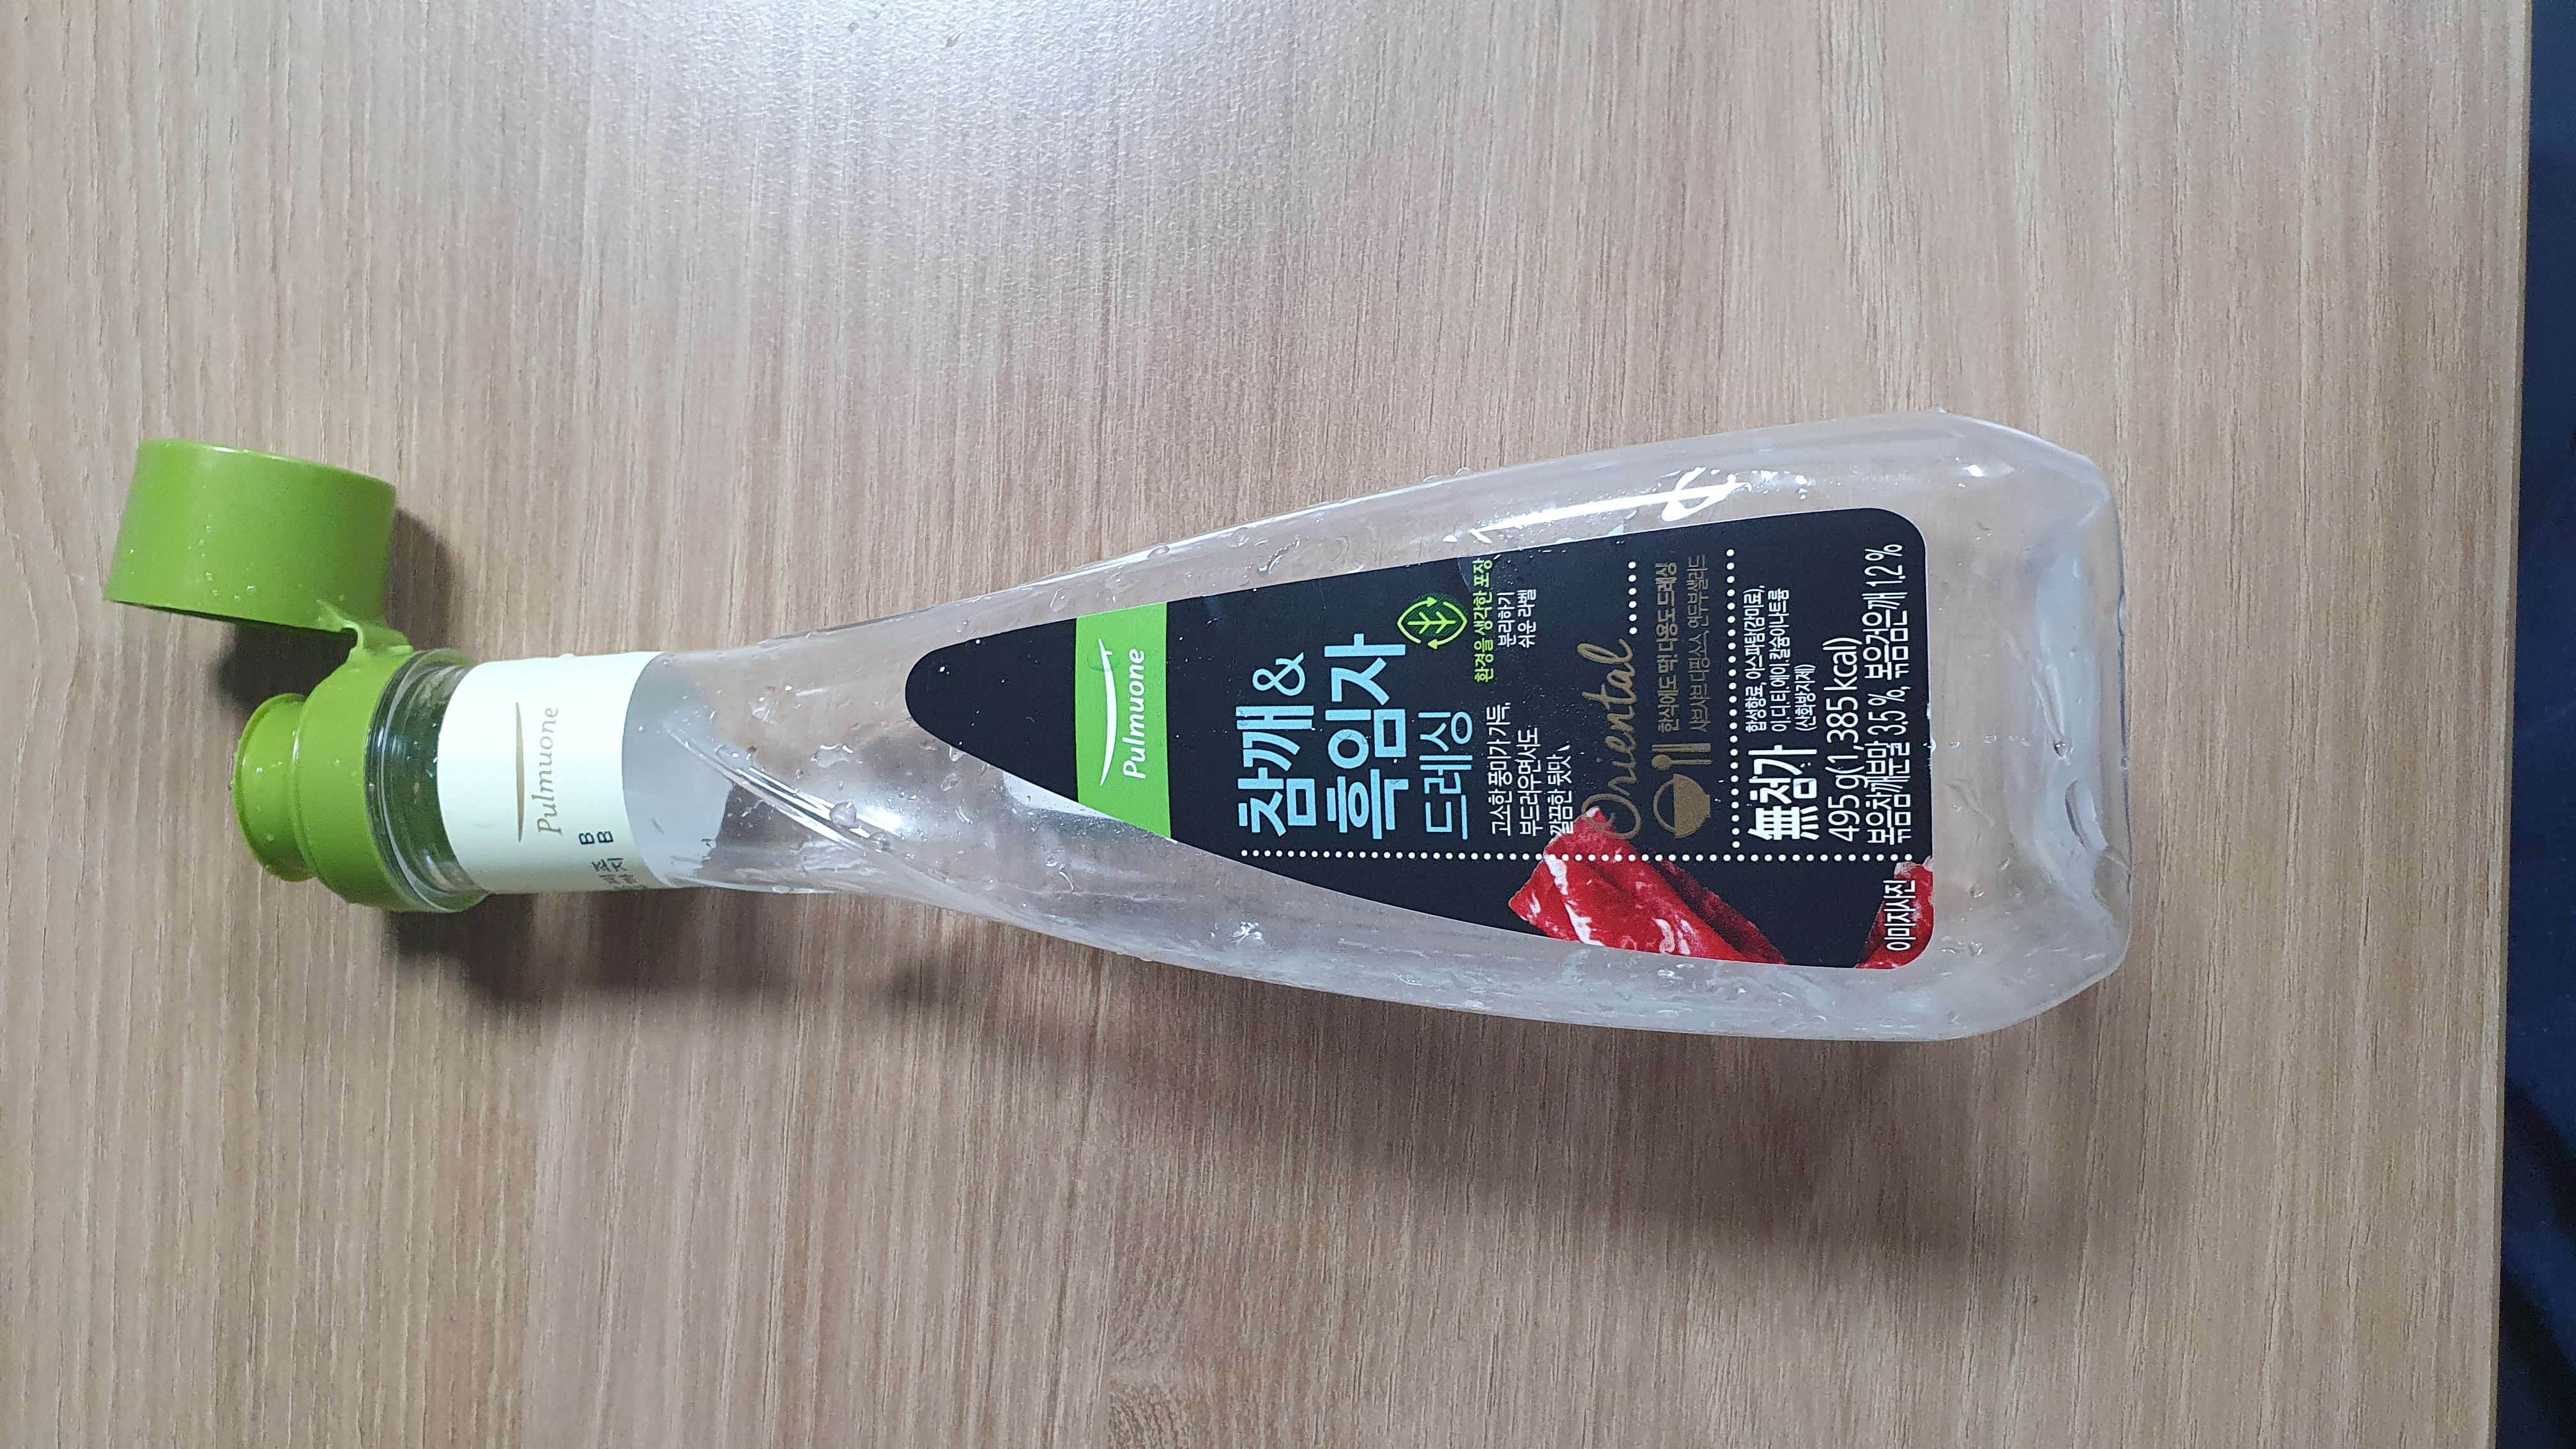 Pulmuone
Pulmuone
참깨 &
흑임자
드레싱
환경을 생각한 포장
분리하기
쉬운 라벨
고소한 풍미가 가득,
부드러우면서도
깔끔한 뒷맛
Oriental
한식에도 딱! 다용도 드레싱
샤브샤브 디핑소스, 연두부샐러드
無첨가
합성향료, 아스파탐(감미료),
이.디.티.에이.칼슘이나트륨
(산화방지제)
495 g(1,385 kcal)
볶음참깨분말 3.5 %, 볶음검은깨 1.2 %
이미지사진